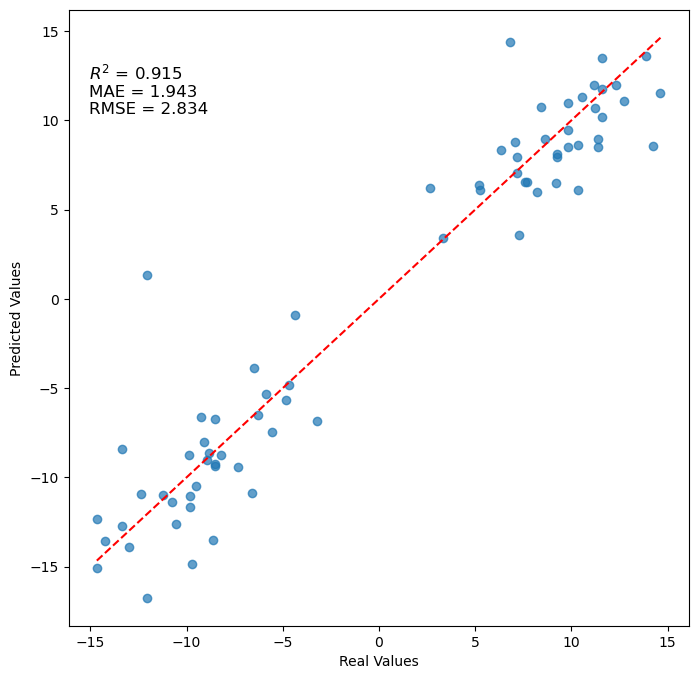 R² = 0.915
MAE = 1.943
RMSE = 2.834
15
10
5
0
−5
−10
−15
Predicted Values
−15 −10 −5 0 5 10 15
Real Values